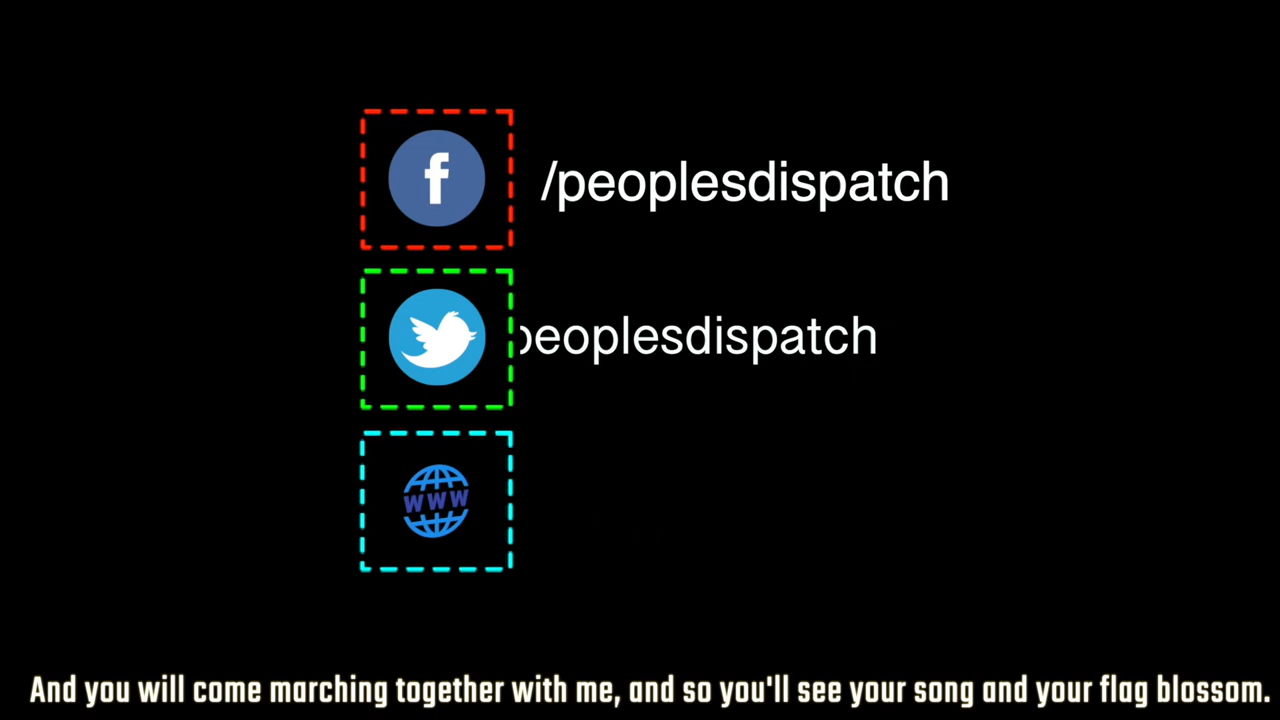 f
/peoplesdispatch
peoplesdispatch
WWW
And you will come marching together with me, and so you'll see your song and your flag blossom.